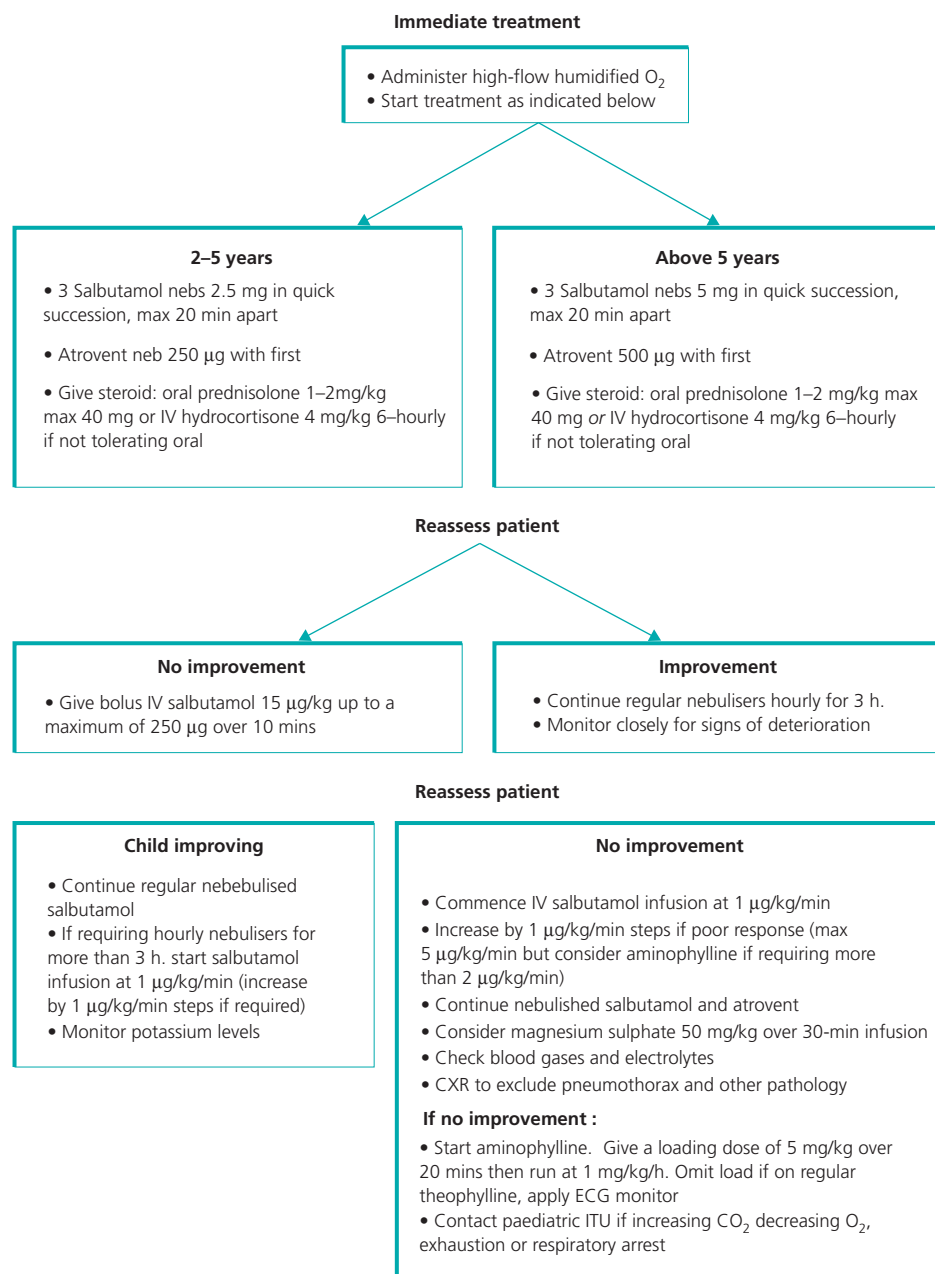 Immediate treatment
• Administer high-flow humidified O₂
• Start treatment as indicated below
2–5 years
• 3 Salbutamol nebs 2.5 mg in quick
succession, max 20 min apart
• Atrovent neb 250 μg with first
• Give steroid: oral prednisolone 1–2mg/kg
max 40 mg or IV hydrocortisone 4 mg/kg 6–hourly
if not tolerating oral
Above 5 years
• 3 Salbutamol nebs 5 mg in quick succession,
max 20 min apart
• Atrovent 500 μg with first
• Give steroid: oral prednisolone 1–2 mg/kg max
40 mg or IV hydrocortisone 4 mg/kg 6–hourly
if not tolerating oral
Reassess patient
No improvement
• Give bolus IV salbutamol 15 μg/kg up to a
maximum of 250 μg over 10 mins
Improvement
• Continue regular nebulisers hourly for 3 h.
• Monitor closely for signs of deterioration
Reassess patient
Child improving
• Continue regular nebebulised
salbutamol
• If requiring hourly nebulisers for
more than 3 h. start salbutamol
infusion at 1 μg/kg/min (increase
by 1 μg/kg/min steps if required)
• Monitor potassium levels
No improvement
• Commence IV salbutamol infusion at 1 μg/kg/min
• Increase by 1 μg/kg/min steps if poor response (max
5 μg/kg/min but consider aminophylline if requiring more
than 2 μg/kg/min)
• Continue nebulished salbutamol and atrovent
• Consider magnesium sulphate 50 mg/kg over 30-min infusion
• Check blood gases and electrolytes
• CXR to exclude pneumothorax and other pathology
If no improvement :
• Start aminophylline. Give a loading dose of 5 mg/kg over
20 mins then run at 1 mg/kg/h. Omit load if on regular
theophylline, apply ECG monitor
• Contact paediatric ITU if increasing CO₂ decreasing O₂,
exhaustion or respiratory arrest